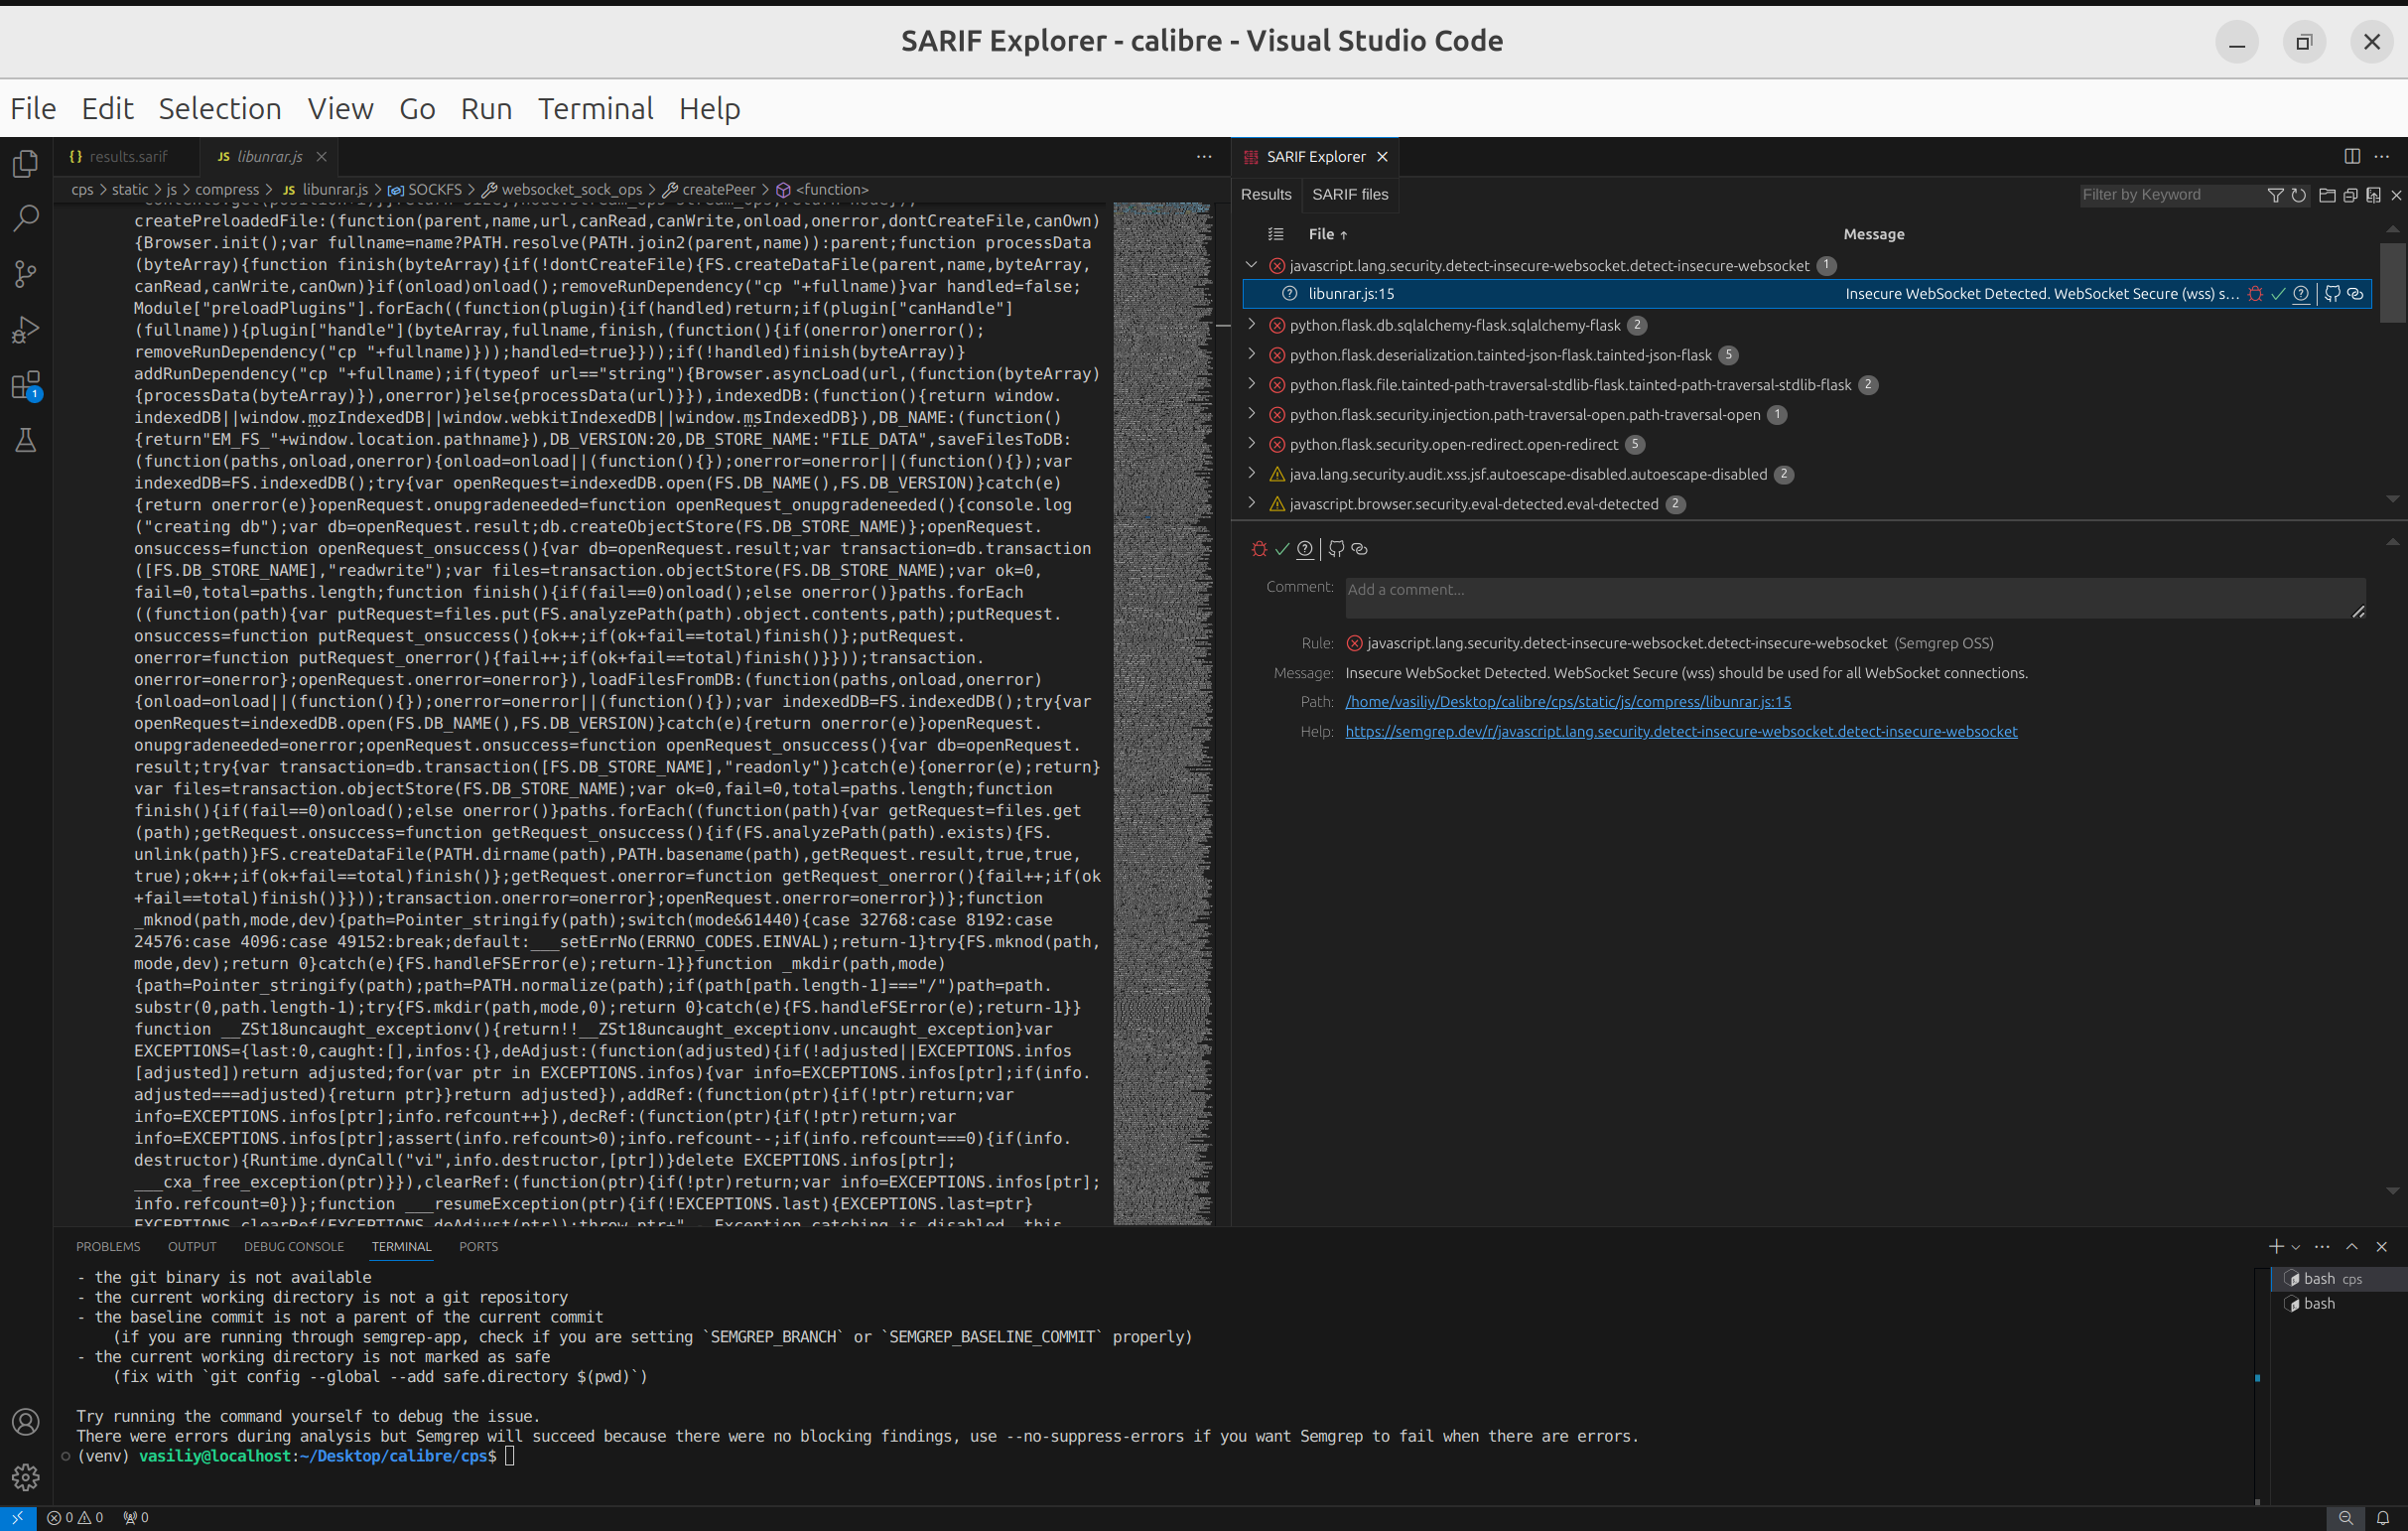 SARIF Explorer - calibre - Visual Studio Code
File Edit Selection View Go Run Terminal Help
{} results.sarif
JS libunrar.js
cps > static > js > compress > JS libunrar.js > SOCKFS > websocket_sock_ops > createPeer > <function>
createPreloadedFile:(function(parent,name,url,canRead,canWrite,onload,onerror,dontCreateFile,canOwn)
{Browser.init();var fullname=name?PATH.resolve(PATH.join2(parent,name)):parent;function processData
(byteArray){function finish(byteArray){if(!dontCreateFile){FS.createDataFile(parent,name,byteArray,
canRead,canWrite,canOwn)}if(onload)onload();removeRunDependency("cp "+fullname)}var handled=false;
Module["preloadPlugins"].forEach((function(plugin){if(handled)return;if(plugin["canHandle"]
(fullname)){plugin["handle"](byteArray,fullname,finish,(function(){if(onerror)onerror();
removeRunDependency("cp "+fullname)}));handled=true}}));if(!handled)finish(byteArray)}
addRunDependency("cp "+fullname);if(typeof url=="string"){Browser.asyncLoad(url,(function(byteArray)
{processData(byteArray)}),onerror)}else{processData(url)}}),indexedDB:(function(){return window.
indexedDB||window.mozIndexedDB||window.webkitIndexedDB||window.msIndexedDB}),DB_NAME:(function()
{return"EM_FS_"+window.location.pathname}),DB_VERSION:20,DB_STORE_NAME:"FILE_DATA",saveFilesToDB:
(function(paths,onload,onerror){onload=onload||(function(){});onerror=onerror||(function(){});var
indexedDB=FS.indexedDB();try{var openRequest=indexedDB.open(FS.DB_NAME(),FS.DB_VERSION)}catch(e)
{return onerror(e)}openRequest.onupgradeneeded=function openRequest_onupgradeneeded(){console.log
("creating db");var db=openRequest.result;db.createObjectStore(FS.DB_STORE_NAME)};openRequest.
onsuccess=function openRequest_onsuccess(){var db=openRequest.result;var transaction=db.transaction
([FS.DB_STORE_NAME],"readwrite");var files=transaction.objectStore(FS.DB_STORE_NAME);var ok=0,
fail=0,total=paths.length;function finish(){if(fail==0)onload();else onerror()}paths.forEach
((function(path){var putRequest=files.put(FS.analyzePath(path).object.contents,path);putRequest.
onsuccess=function putRequest_onsuccess(){ok++;if(ok+fail==total)finish()};putRequest.
onerror=function putRequest_onerror(){fail++;if(ok+fail==total)finish()}}));transaction.
onerror=onerror};openRequest.onerror=onerror}),loadFilesFromDB:(function(paths,onload,onerror)
{onload=onload||(function(){});onerror=onerror||(function(){});var indexedDB=FS.indexedDB();try{var
openRequest=indexedDB.open(FS.DB_NAME(),FS.DB_VERSION)}catch(e){return onerror(e)}openRequest.
onupgradeneeded=onerror;openRequest.onsuccess=function openRequest_onsuccess(){var db=openRequest.
result;try{var transaction=db.transaction([FS.DB_STORE_NAME],"readonly")}catch(e){onerror(e);return}
var files=transaction.objectStore(FS.DB_STORE_NAME);var ok=0,fail=0,total=paths.length;function
finish(){if(fail==0)onload();else onerror()}paths.forEach((function(path){var getRequest=files.get
(path);getRequest.onsuccess=function getRequest_onsuccess(){if(FS.analyzePath(path).exists){FS.
unlink(path)}FS.createDataFile(PATH.dirname(path),PATH.basename(path),getRequest.result,true,true,
true);ok++;if(ok+fail==total)finish()};getRequest.onerror=function getRequest_onerror(){fail++;if(ok
+fail==total)finish()}}));transaction.onerror=onerror};openRequest.onerror=onerror})};function
_mknod(path,mode,dev){path=Pointer_stringify(path);switch(mode&61440){case 32768:case 8192:case
24576:case 4096:case 49152:break;default:___setErrNo(ERRNO_CODES.EINVAL);return-1}try{FS.mknod(path,
mode,dev);return 0}catch(e){FS.handleFSError(e);return-1}}function _mkdir(path,mode)
{path=Pointer_stringify(path);path=PATH.normalize(path);if(path[path.length-1]==="/")path=path.
substr(0,path.length-1);try{FS.mkdir(path,mode,0);return 0}catch(e){FS.handleFSError(e);return-1}}
function __ZSt18uncaught_exceptionv(){return!!__ZSt18uncaught_exceptionv.uncaught_exception}var
EXCEPTIONS={last:0,caught:[],infos:{},deAdjust:(function(adjusted){if(!adjusted||EXCEPTIONS.infos
[adjusted])return adjusted;for(var ptr in EXCEPTIONS.infos){var info=EXCEPTIONS.infos[ptr];if(info.
adjusted===adjusted){return ptr}}return adjusted}),addRef:(function(ptr){if(!ptr)return;var
info=EXCEPTIONS.infos[ptr];info.refcount++}),decRef:(function(ptr){if(!ptr)return;var
info=EXCEPTIONS.infos[ptr];assert(info.refcount>0);info.refcount--;if(info.refcount===0){if(info.
destructor){Runtime.dynCall("vi",info.destructor,[ptr])}delete EXCEPTIONS.infos[ptr];
___cxa_free_exception(ptr)}}),clearRef:(function(ptr){if(!ptr)return;var info=EXCEPTIONS.infos[ptr];
info.refcount=0})};function ___resumeException(ptr){if(!EXCEPTIONS.last){EXCEPTIONS.last=ptr}
SARIF Explorer
Results SARIF files Filter by Keyword
File ↑ Message
javascript.lang.security.detect-insecure-websocket.detect-insecure-websocket 1
libunrar.js:15 Insecure WebSocket Detected. WebSocket Secure (wss) s...
python.flask.db.sqlalchemy-flask.sqlalchemy-flask 2
python.flask.deserialization.tainted-json-flask.tainted-json-flask 5
python.flask.file.tainted-path-traversal-stdlib-flask.tainted-path-traversal-stdlib-flask 2
python.flask.security.injection.path-traversal-open.path-traversal-open 1
python.flask.security.open-redirect.open-redirect 5
java.lang.security.audit.xss.jsf.autoescape-disabled.autoescape-disabled 2
javascript.browser.security.eval-detected.eval-detected 2
Comment: Add a comment...
Rule: javascript.lang.security.detect-insecure-websocket.detect-insecure-websocket (Semgrep OSS)
Message: Insecure WebSocket Detected. WebSocket Secure (wss) should be used for all WebSocket connections.
Path: /home/vasiliy/Desktop/calibre/cps/static/js/compress/libunrar.js:15
Help: https://semgrep.dev/r/javascript.lang.security.detect-insecure-websocket.detect-insecure-websocket
PROBLEMS OUTPUT DEBUG CONSOLE TERMINAL PORTS
- the git binary is not available
- the current working directory is not a git repository
- the baseline commit is not a parent of the current commit
(if you are running through semgrep-app, check if you are setting `SEMGREP_BRANCH` or `SEMGREP_BASELINE_COMMIT` properly)
- the current working directory is not marked as safe
(fix with `git config --global --add safe.directory $(pwd)`)
Try running the command yourself to debug the issue.
There were errors during analysis but Semgrep will succeed because there were no blocking findings, use --no-suppress-errors if you want Semgrep to fail when there are errors.
(venv) vasiliy@localhost:~/Desktop/calibre/cps$
bash cps
bash
1
0 0 0